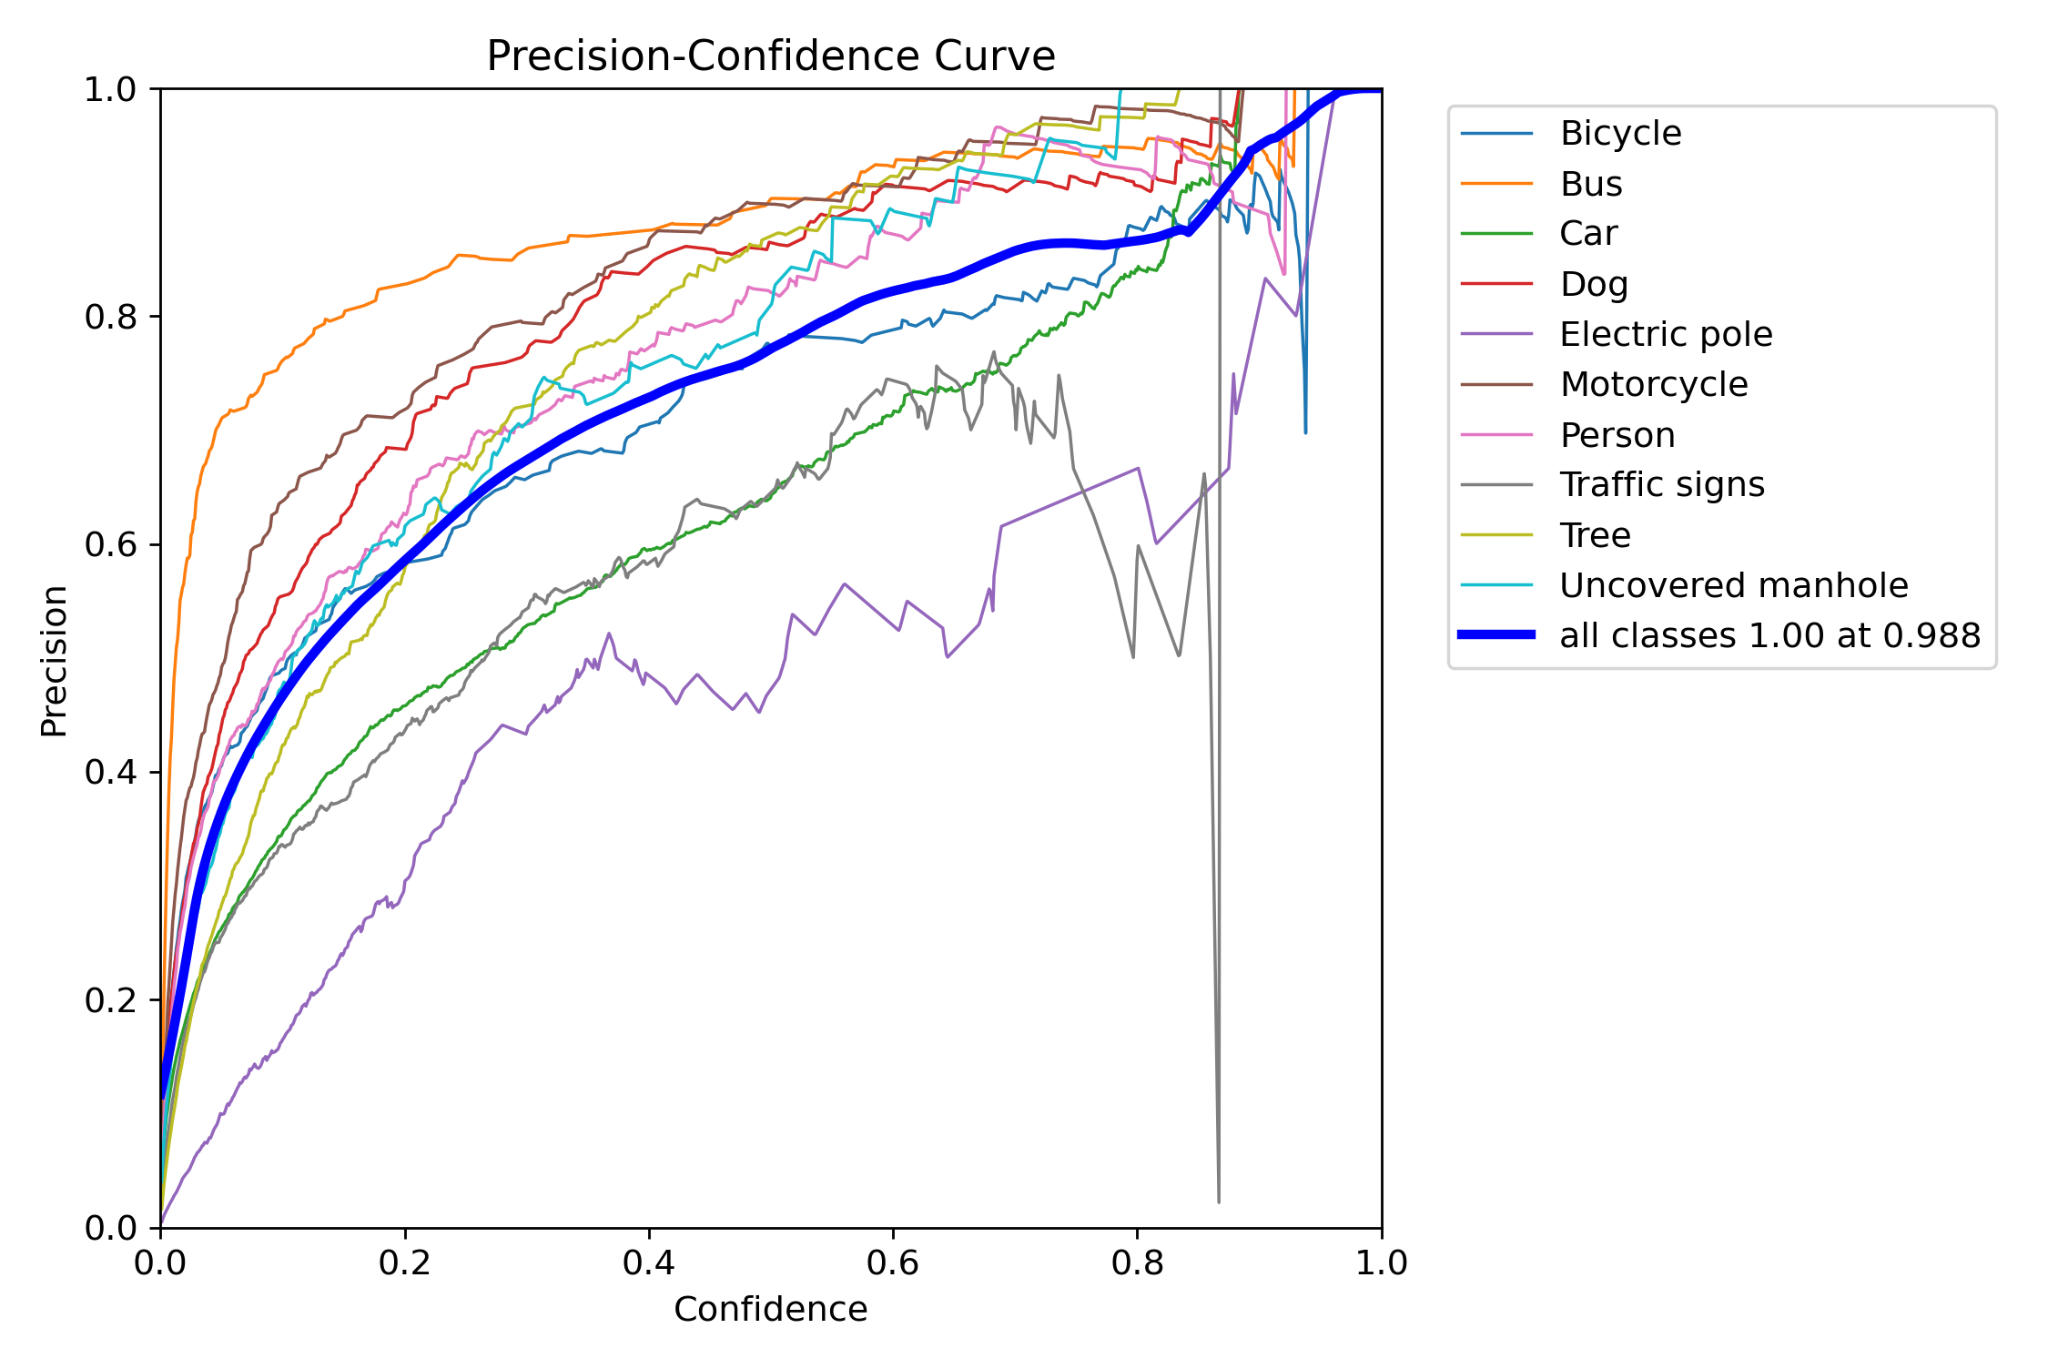 Precision-Confidence Curve
1.0
0.8
0.6
0.4
0.2
0.0
Precision
0.0 0.2 0.4 0.6 0.8 1.0
Confidence
Bicycle
Bus
Car
Dog
Electric pole
Motorcycle
Person
Traffic signs
Tree
Uncovered manhole
all classes 1.00 at 0.988